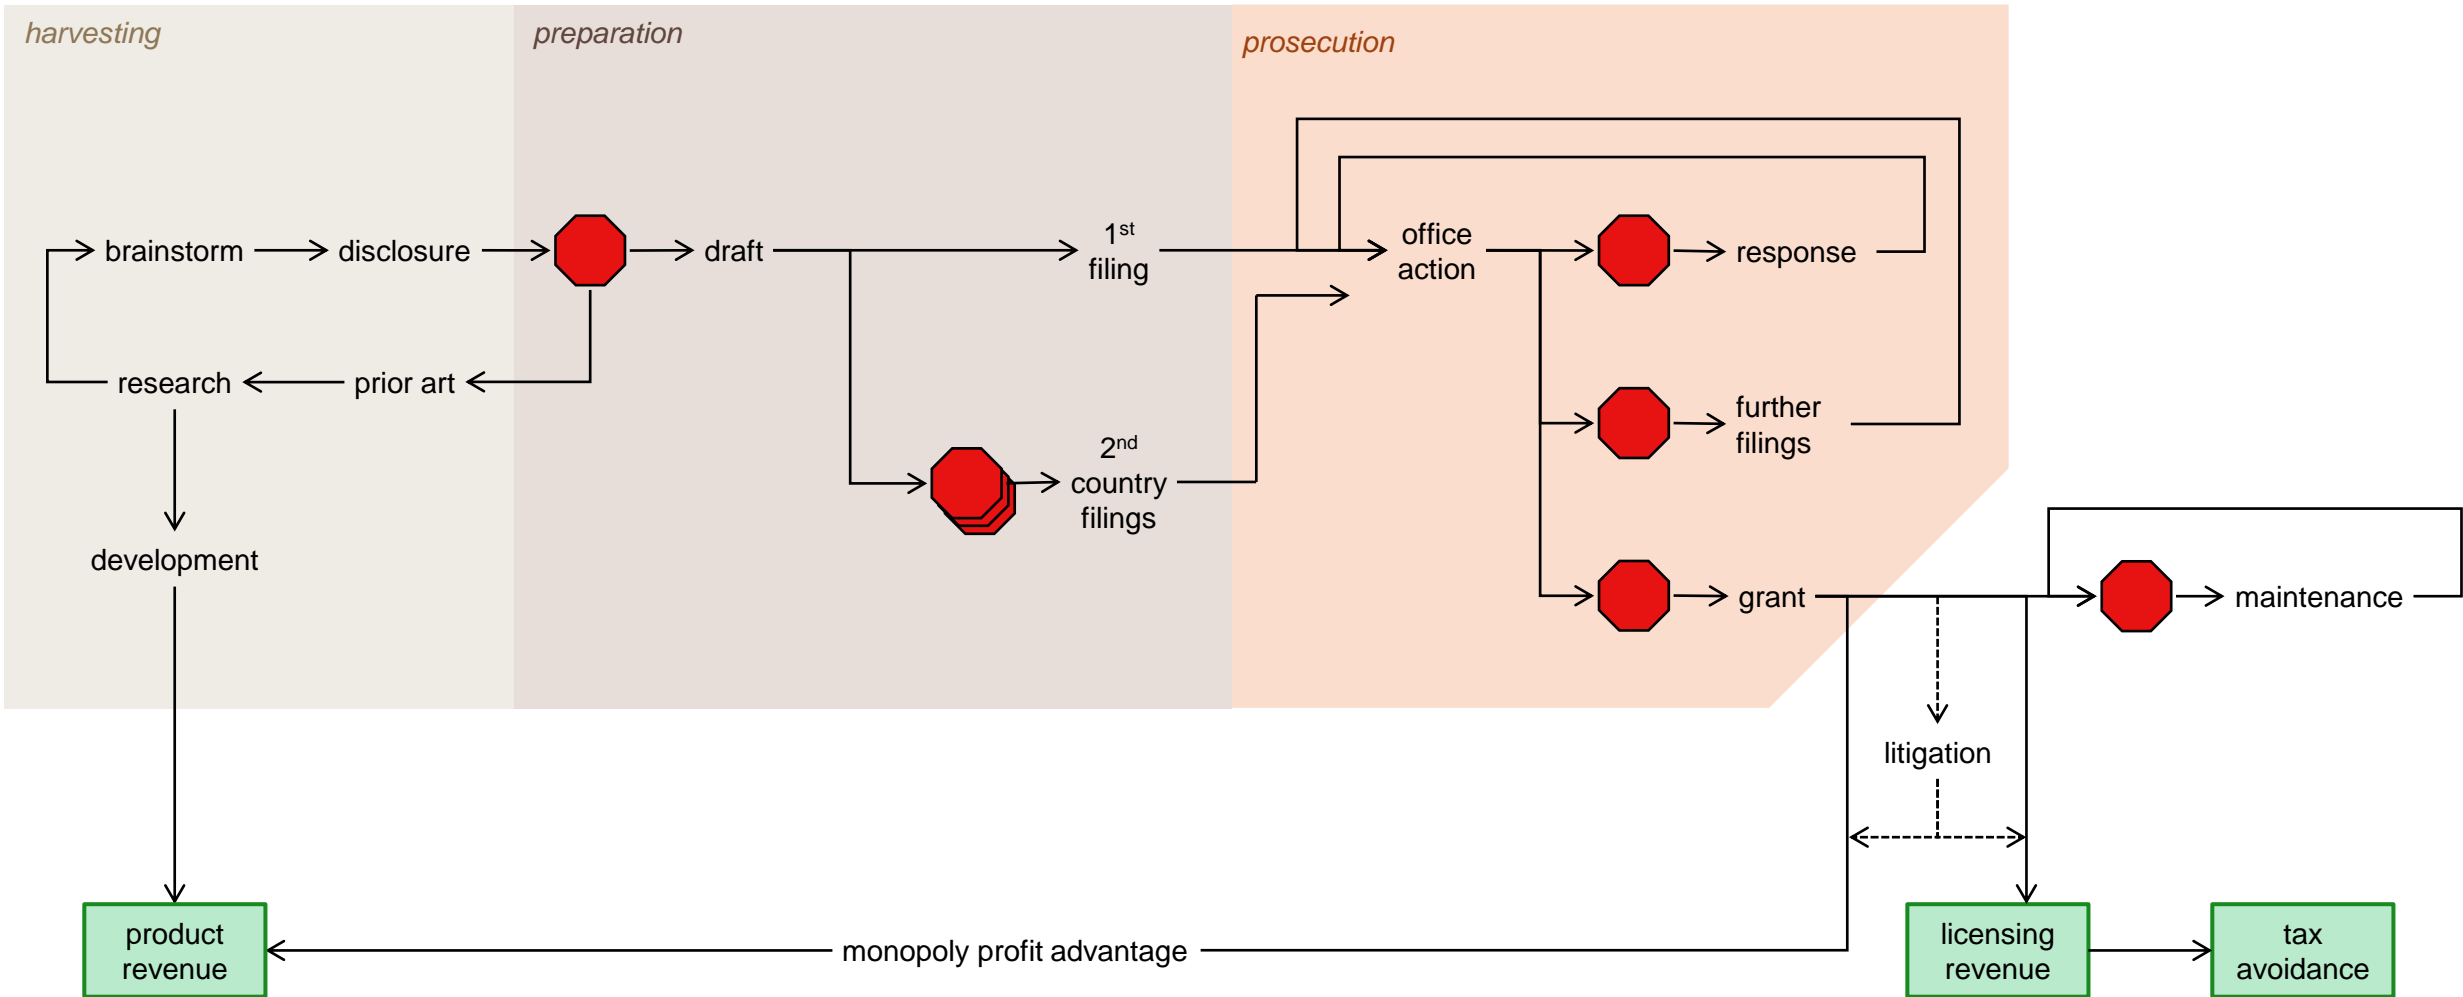 harvesting
preparation
prosecution
brainstorm
disclosure
draft
1st
filing
office
action
response
research
prior art
further
filings
2nd
country
filings
development
grant
maintenance
litigation
product
revenue
monopoly profit advantage
licensing
revenue
tax
avoidance